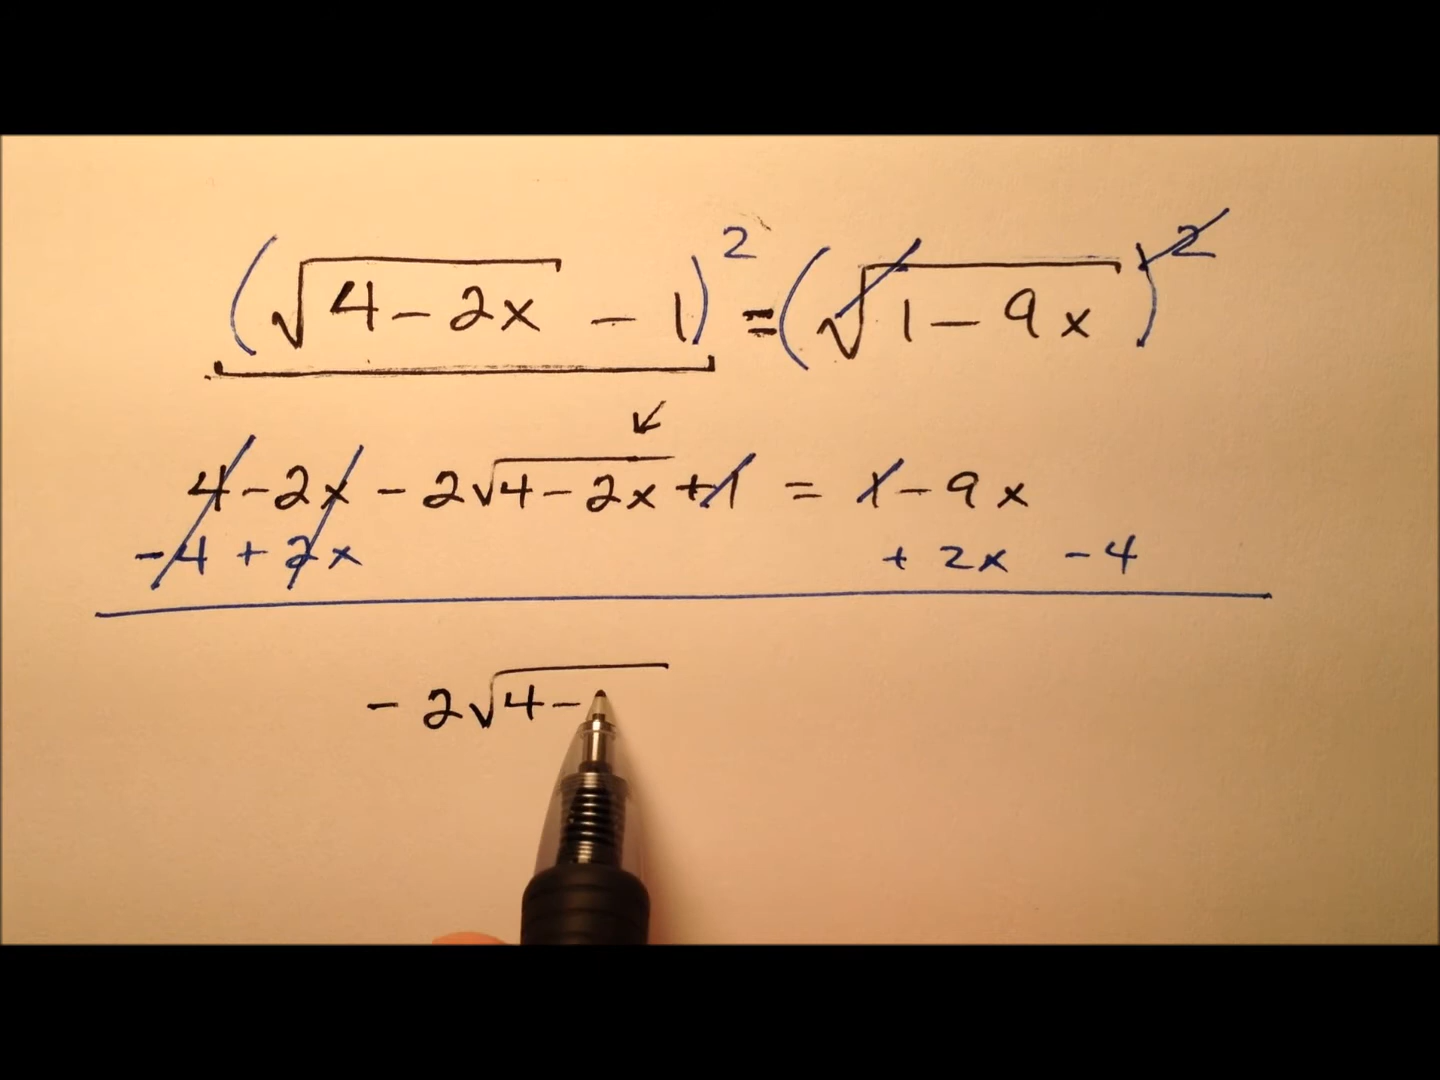 (√4-2x - 1)² = (√1-9x)²
4-2x - 2√4-2x + 1 = 1-9x
-4 + 2x + 2x -4
- 2√4-